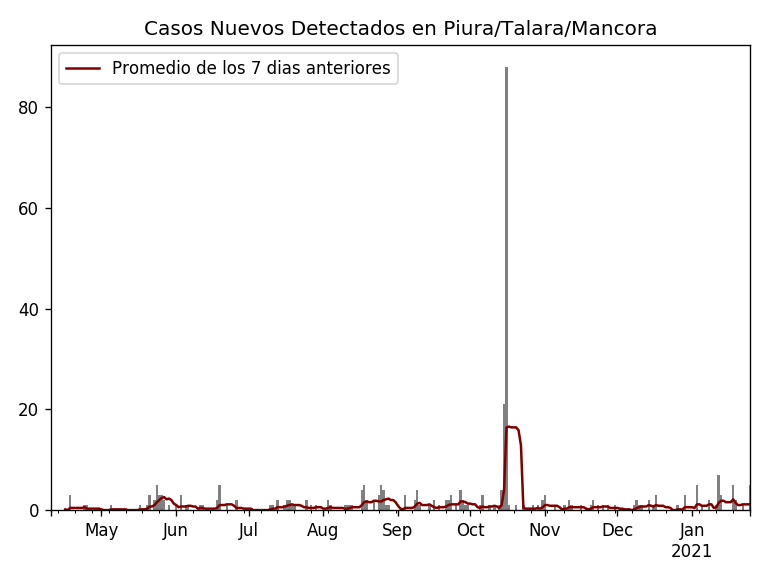 Casos Nuevos Detectados en Piura/Talara/Mancora
Promedio de los 7 dias anteriores
80
60
40
20
0
May Jun Jul Aug Sep Oct Nov Dec Jan
2021